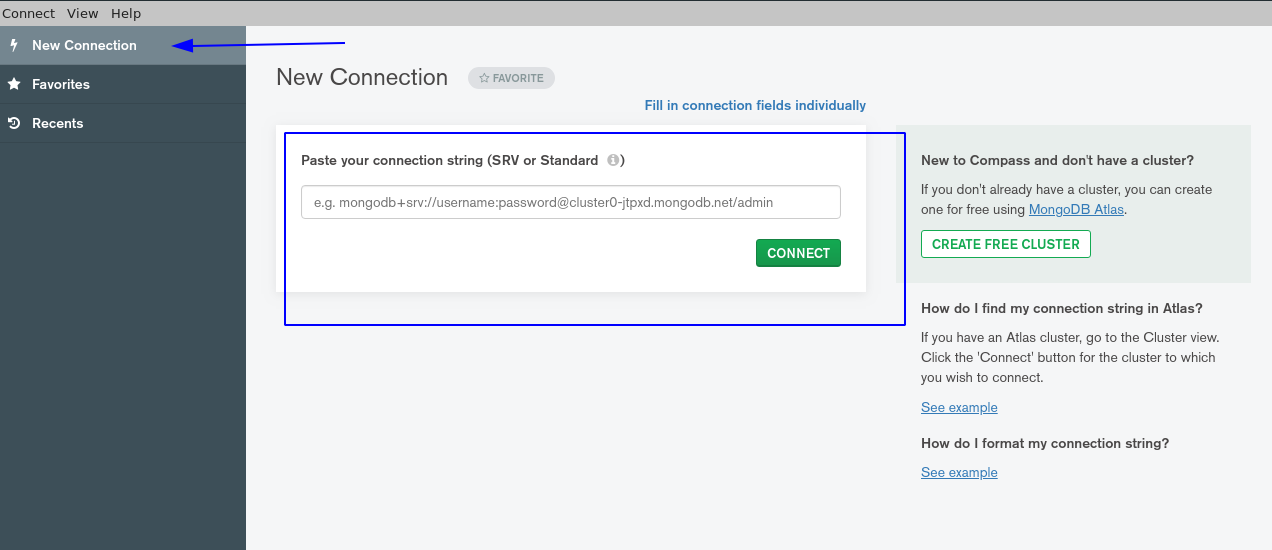 Connect View Help
New Connection
Favorites
Recents
New Connection
FAVORITE
Fill in connection fields individually
Paste your connection string (SRV or Standard i)
e.g. mongodb+srv://username:password@cluster0-jtpxd.mongodb.net/admin
CONNECT
New to Compass and don't have a cluster?
If you don't already have a cluster, you can create
one for free using MongoDB Atlas.
CREATE FREE CLUSTER
How do I find my connection string in Atlas?
If you have an Atlas cluster, go to the Cluster view.
Click the 'Connect' button for the cluster to which
you wish to connect.
See example
How do I format my connection string?
See example